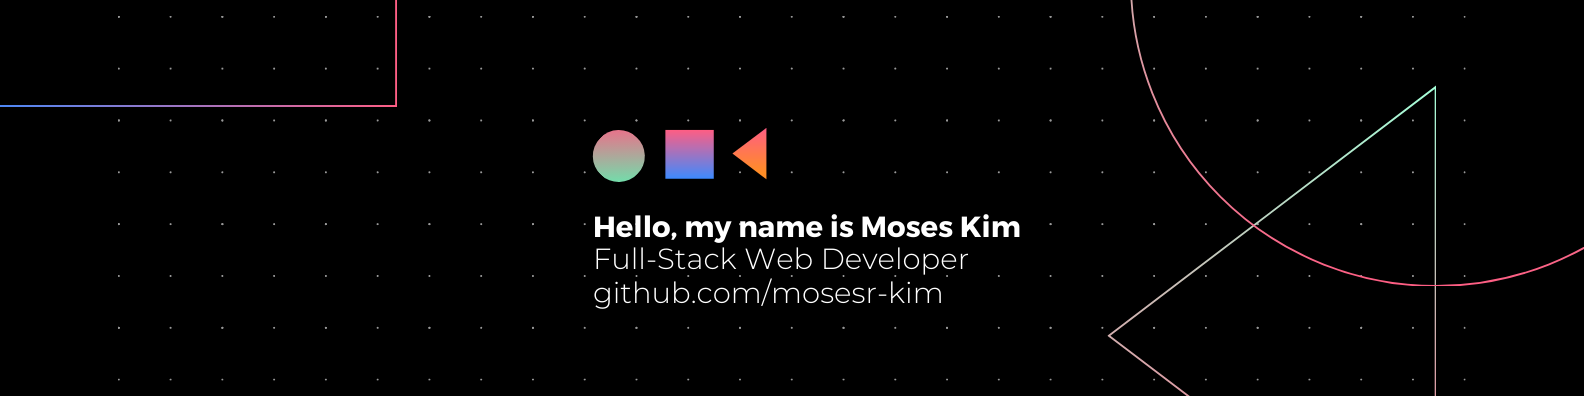 Hello, my name is Moses Kim
Full-Stack Web Developer
github.com/mosesr-kim